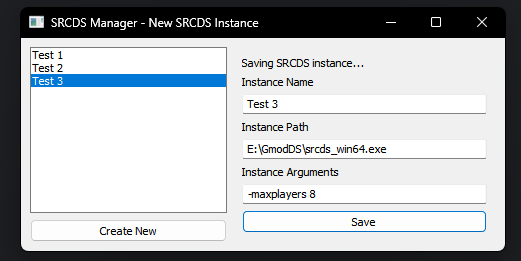 SRCDS Manager - New SRCDS Instance
Test 1
Test 2
Test 3
Create New
Saving SRCDS instance...
Instance Name
Test 3
Instance Path
E:\GmodDS\srcds_win64.exe
Instance Arguments
-maxplayers 8
Save